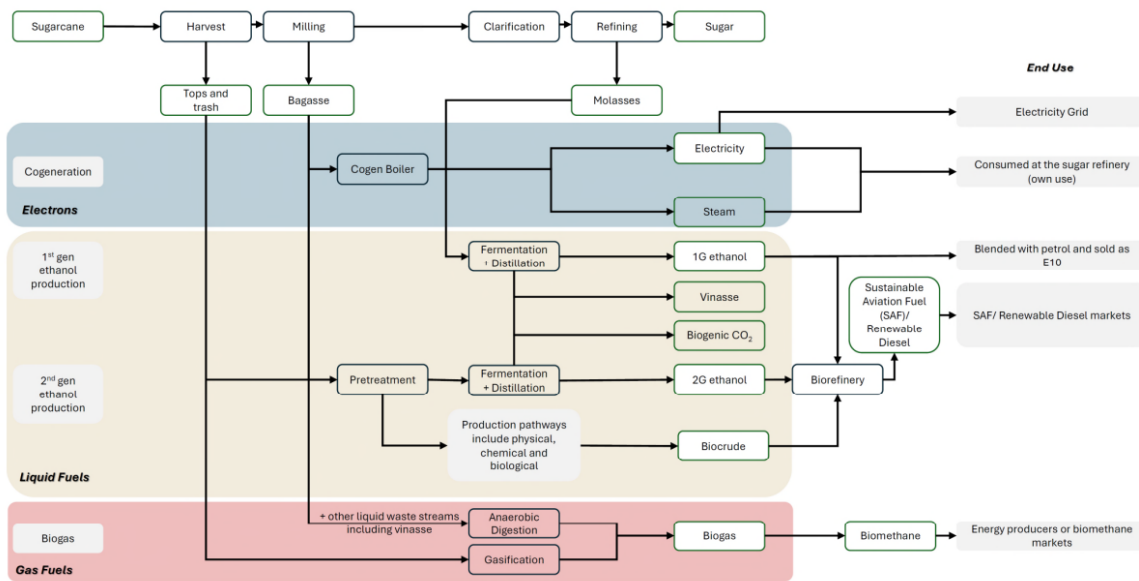 Sugarcane
Harvest
Milling
Clarification
Refining
Sugar
End Use
Tops and
trash
Bagasse
Molasses
Electricity Grid
Electricity
Cogeneration
Cogen Boiler
Consumed at the sugar refinery
(own use)
Electrons
Steam
1st gen
ethanol
production
Fermentation
+ Distillation
1G ethanol
Blended with petrol and sold as
E10
Vinasse
Sustainable
Aviation Fuel
(SAF)/
Renewable
Diesel
SAF/ Renewable Diesel markets
Biogenic CO2
2nd gen
ethanol
production
Pretreatment
Fermentation
+ Distillation
2G ethanol
Biorefinery
Production pathways
include physical,
chemical and
biological
Biocrude
Liquid Fuels
+ other liquid waste streams
including vinasse
Anaerobic
Digestion
Biogas
Biogas
Biomethane
Energy producers or biomethane
markets
Gasification
Gas Fuels